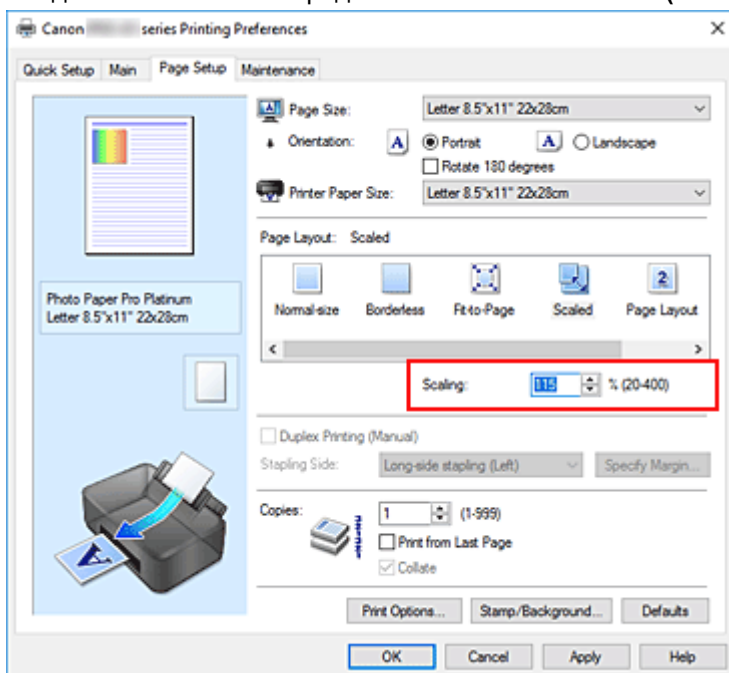 Canon series Printing Preferences
Quick Setup Main Page Setup Maintenance
Page Size: Letter 8.5"x11" 22x28cm
Orientation: A Portrait A Landscape
Rotate 180 degrees
Printer Paper Size: Letter 8.5"x11" 22x28cm
Page Layout: Scaled
Normal-size Borderless Fit-to-Page Scaled Page Layout
Photo Paper Pro Platinum
Letter 8.5"x11" 22x28cm
Scaling: 115 % (20-400)
Duplex Printing (Manual)
Stapling Side: Long-side stapling (Left) Specify Margin...
Copies: 1 (1-999)
Print from Last Page
Collate
Print Options... Stamp/Background... Defaults
OK Cancel Apply Help